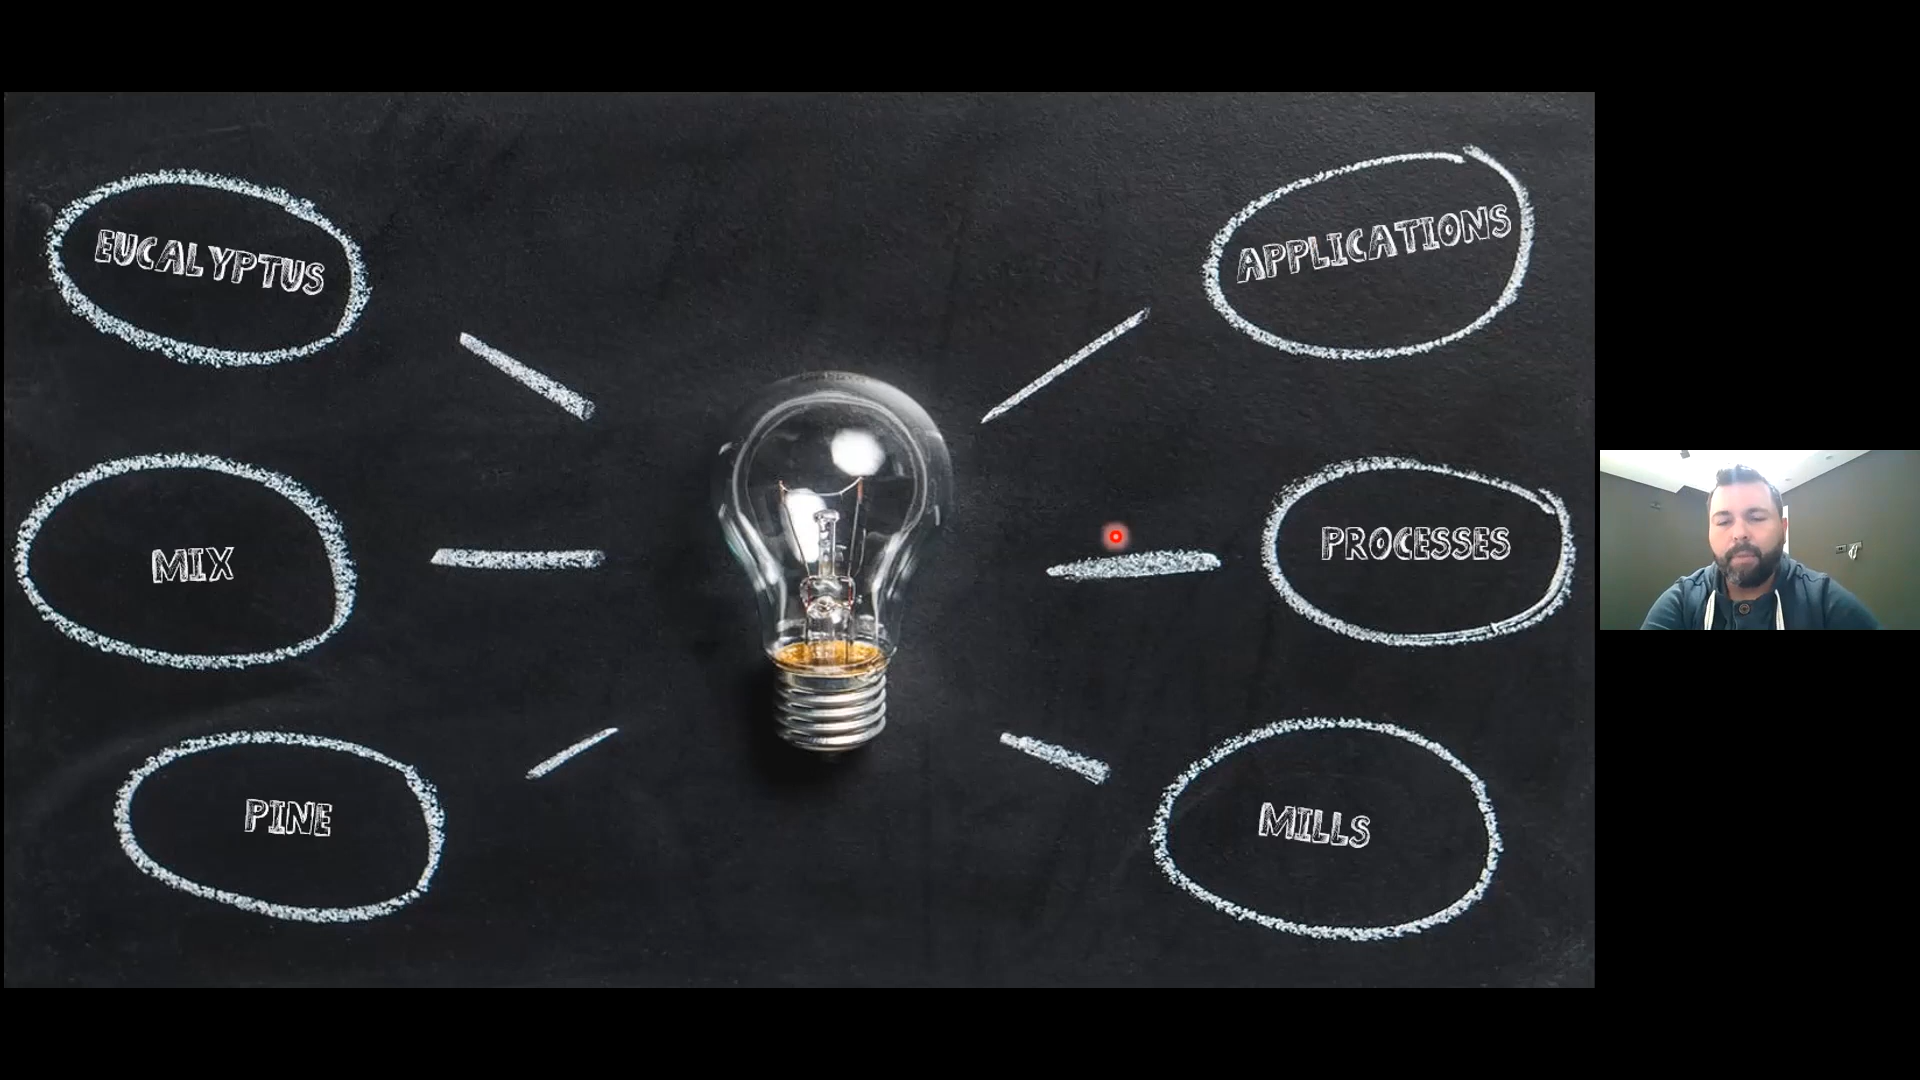 EUCALYPTUS
MIX
PINE
APPLICATIONS
PROCESSES
MILLS